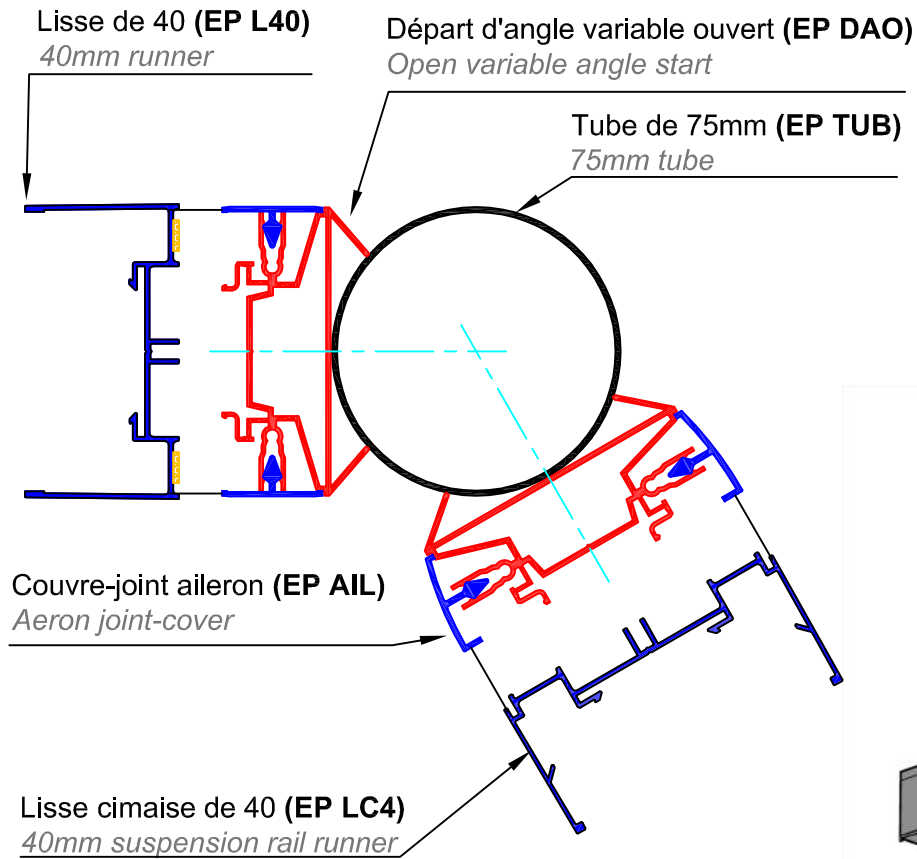 Lisse de 40 (EP L40)
40mm runner
Départ d'angle variable ouvert (EP DAO)
Open variable angle start
Tube de 75mm (EP TUB)
75mm tube
Couvre-joint aileron (EP AIL)
Aeron joint-cover
Lisse cimaise de 40 (EP LC4)
40mm suspension rail runner